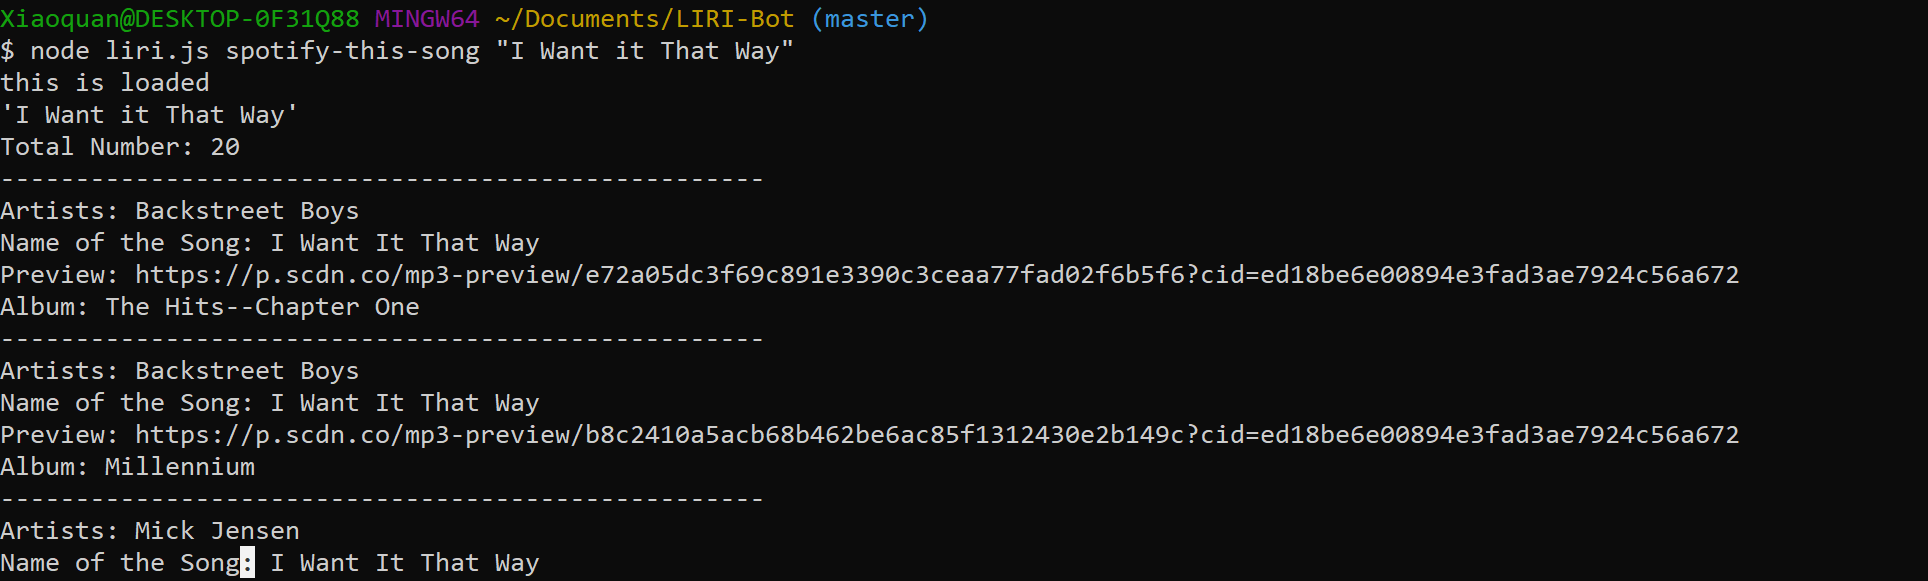 Xiaoquan@DESKTOP-0F31Q88 MINGW64 ~/Documents/LIRI-Bot (master)
$ node liri.js spotify-this-song "I Want it That Way"
this is loaded
'I Want it That Way'
Total Number: 20
---------------------------------------------------
Artists: Backstreet Boys
Name of the Song: I Want It That Way
Preview: https://p.scdn.co/mp3-preview/e72a05dc3f69c891e3390c3ceaa77fad02f6b5f6?cid=ed18be6e00894e3fad3ae7924c56a672
Album: The Hits--Chapter One
---------------------------------------------------
Artists: Backstreet Boys
Name of the Song: I Want It That Way
Preview: https://p.scdn.co/mp3-preview/b8c2410a5acb68b462be6ac85f1312430e2b149c?cid=ed18be6e00894e3fad3ae7924c56a672
Album: Millennium
---------------------------------------------------
Artists: Mick Jensen
Name of the Song: I Want It That Way